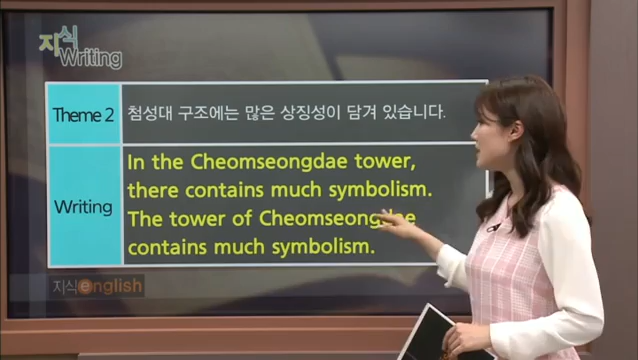 지식
Writing
Theme 2
첨성대 구조에는 많은 상징성이 담겨 있습니다.
Writing
In the Cheomseongdae tower,
there contains much symbolism.
The tower of Cheomseongdae
contains much symbolism.
지식english